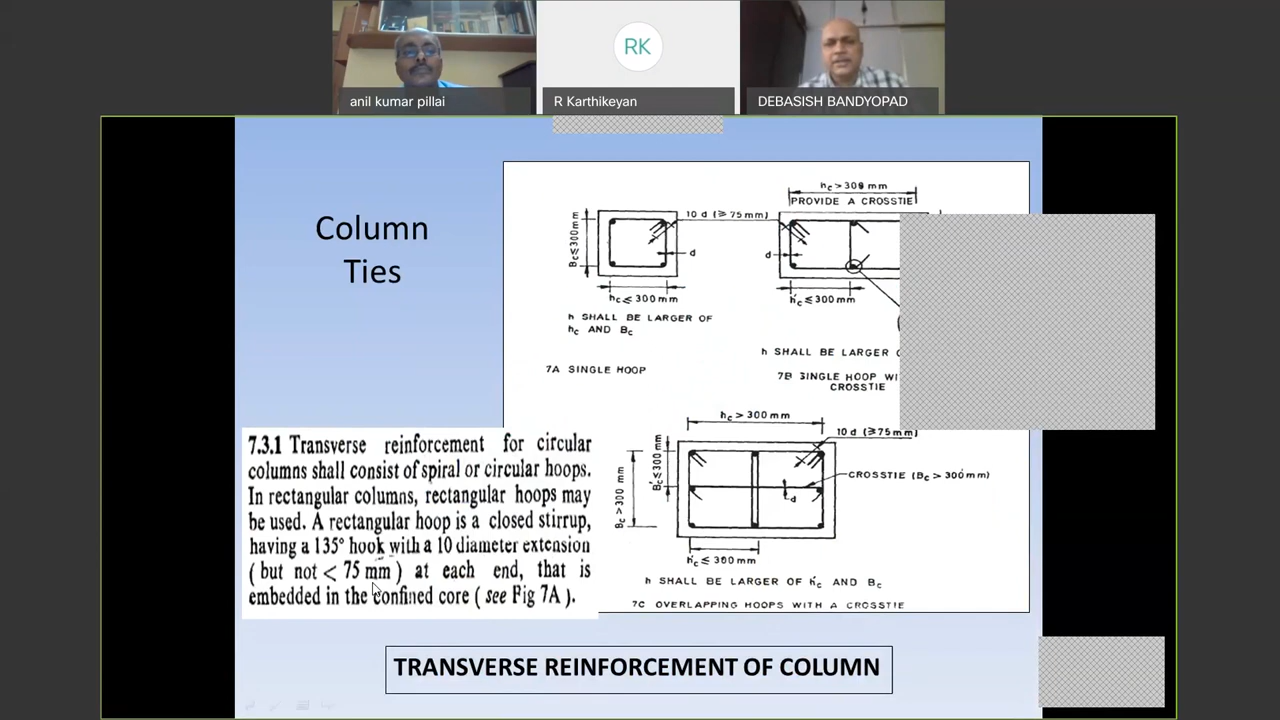 RK
anil kumar pillai
R Karthikeyan
DEBASISH BANDYOPAD
Column
Ties
hc > 300 mm
PROVIDE A CROSSTIE
10 d (≥ 75 mm)
Bc ≤ 300 mm
d
d
hc ≤ 300 mm
h'c ≤ 300 mm
h SHALL BE LARGER OF
hc AND Bc
h SHALL BE LARGER
7A SINGLE HOOP
7B SINGLE HOOP WI
CROSSTIE
hc > 300 mm
10 d (≥ 75 mm)
B'c ≤ 300 mm
Bc > 300 mm
CROSSTIE (Bc > 300 mm)
d
h'c ≤ 300 mm
h SHALL BE LARGER OF h'c AND Bc
7C OVERLAPPING HOOPS WITH A CROSSTIE
7.3.1 Transverse reinforcement for circular
columns shall consist of spiral or circular hoops.
In rectangular columns, rectangular hoops may
be used. A rectangular hoop is a closed stirrup,
having a 135° hook with a 10 diameter extension
( but not < 75 mm ) at each end, that is
embedded in the confined core ( see Fig 7A ).
TRANSVERSE REINFORCEMENT OF COLUMN